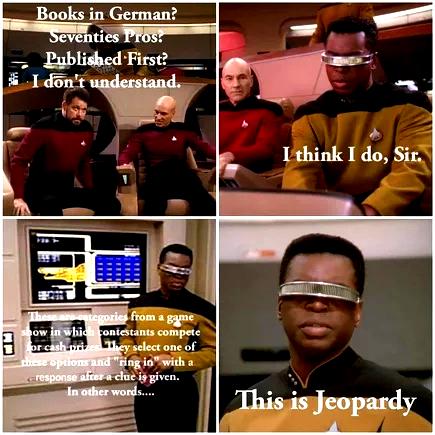 Books in German?
Seventies Pros?
Published First?
I don't understand.
I think I do, Sir.
These are categories from a game
show in which contestants compete
for cash prizes. They select one of
these options and "ring in" with a
response after a clue is given.
In other words....
This is Jeopardy